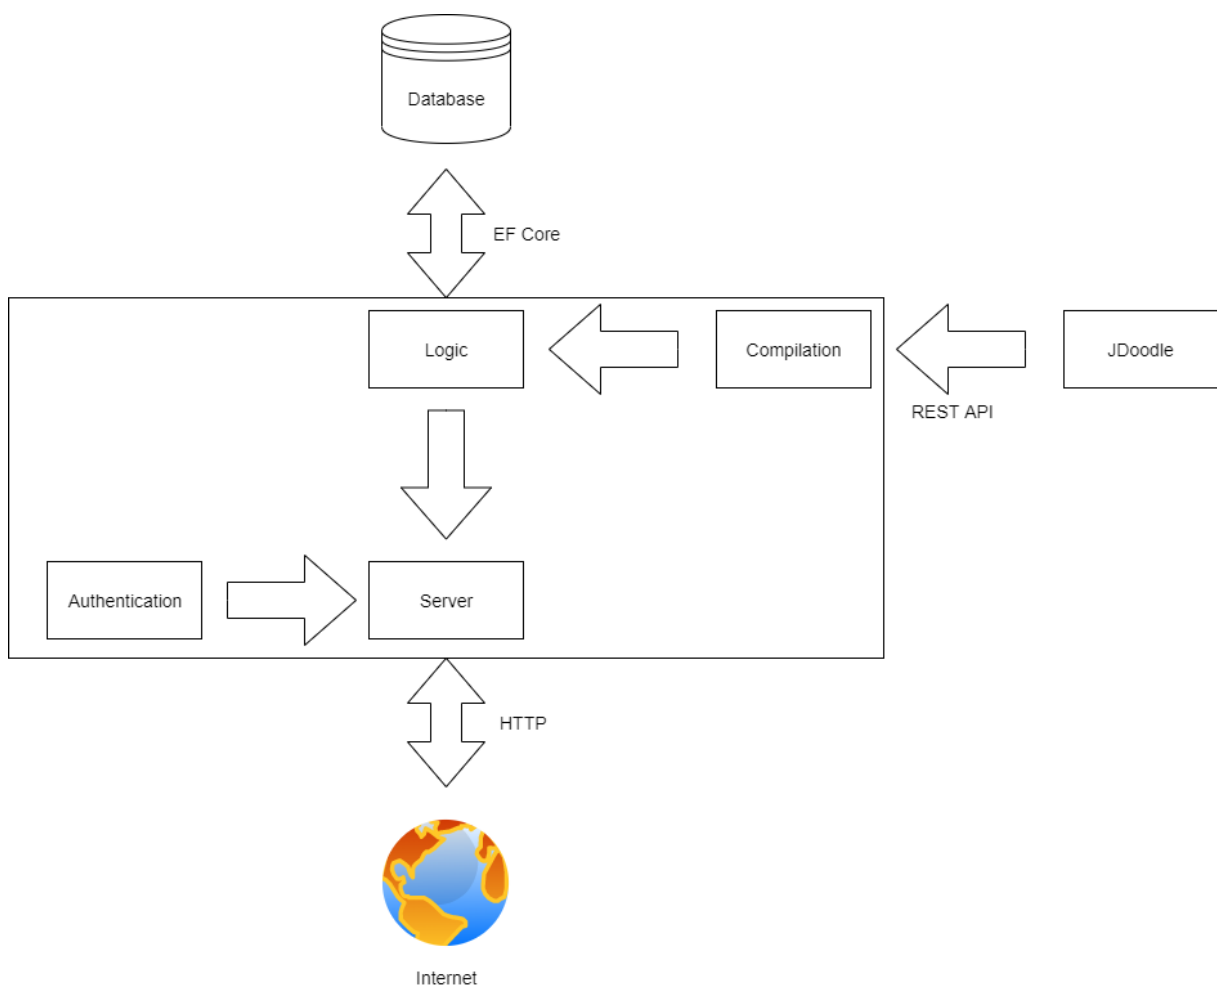 Database
EF Core
Logic
Compilation
JDoodle
REST API
Authentication
Server
HTTP
Internet